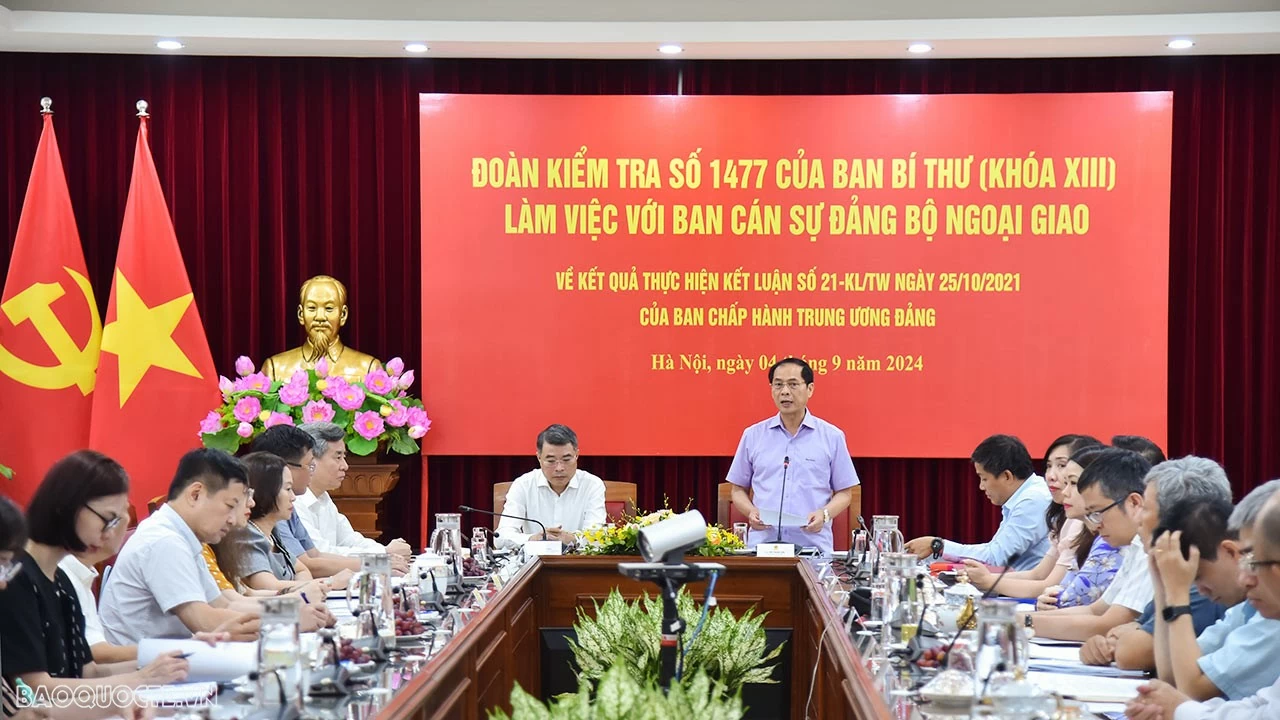 ĐOÀN KIỂM TRA SỐ 1477 CỦA BAN BÍ THƯ (KHÓA XIII)
LÀM VIỆC VỚI BAN CÁN SỰ ĐẢNG BỘ NGOẠI GIAO
VỀ KẾT QUẢ THỰC HIỆN KẾT LUẬN SỐ 21-KL/TW NGÀY 25/10/2021
CỦA BAN CHẤP HÀNH TRUNG ƯƠNG ĐẢNG
Hà Nội, ngày 04 tháng 9 năm 2024
BAOQUOCTE.VN